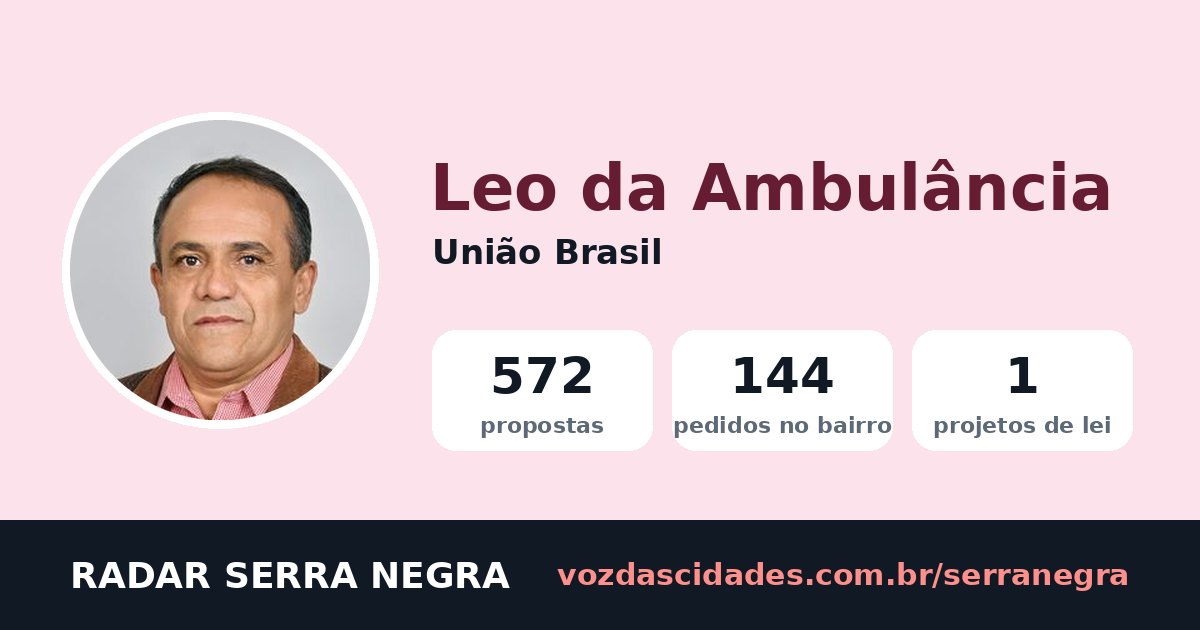 Leo da Ambulância
União Brasil
572
propostas
144
pedidos no bairro
1
projetos de lei
RADAR SERRA NEGRA
vozdascidades.com.br/serranegra